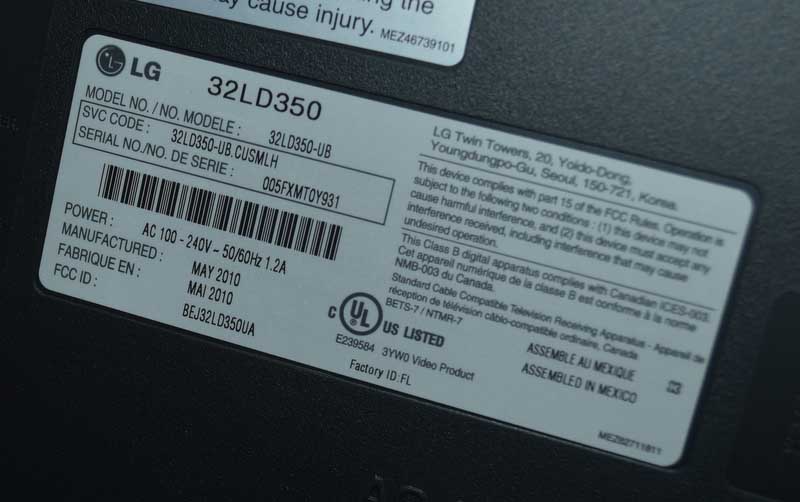 ng the
ay cause injury. MEZ46739101
LG 32LD350
MODEL NO. / NO. MODELE : 32LD350-UB
SVC CODE : 32LD350-UB.CUSMLH
SERIAL NO./NO. DE SERIE : 005FXMT0Y931
POWER : AC 100 - 240V ~ 50/60Hz 1.2A
MANUFACTURED : MAY 2010
FABRIQUE EN : MAI 2010
FCC ID : BEJ32LD350UA
LG Twin Towers, 20, Yoido-Dong,
Youngdungpo-Gu, Seoul, 150-721, Korea.
This device complies with part 15 of the FCC Rules. Operation is
subject to the following two conditions : (1) this device may not
cause harmful interference, and (2) this device must accept any
interference received, including interference that may cause
undesired operation.
This Class B digital apparatus complies with Canadian ICES-003.
Cet appareil numérique de la classe B est conforme à la norme
NMB-003 du Canada.
Standard Cable Compatible Television Receiving Apparatus - Appareil de
réception de télévision câblo-compatible ordinaire, Canada
BETS-7 / NTMR-7
C UL US LISTED
E239584 3YW0 Video Product
Factory ID:FL
ASSEMBLE AU MEXIQUE
ASSEMBLED IN MEXICO
MEZ62711811